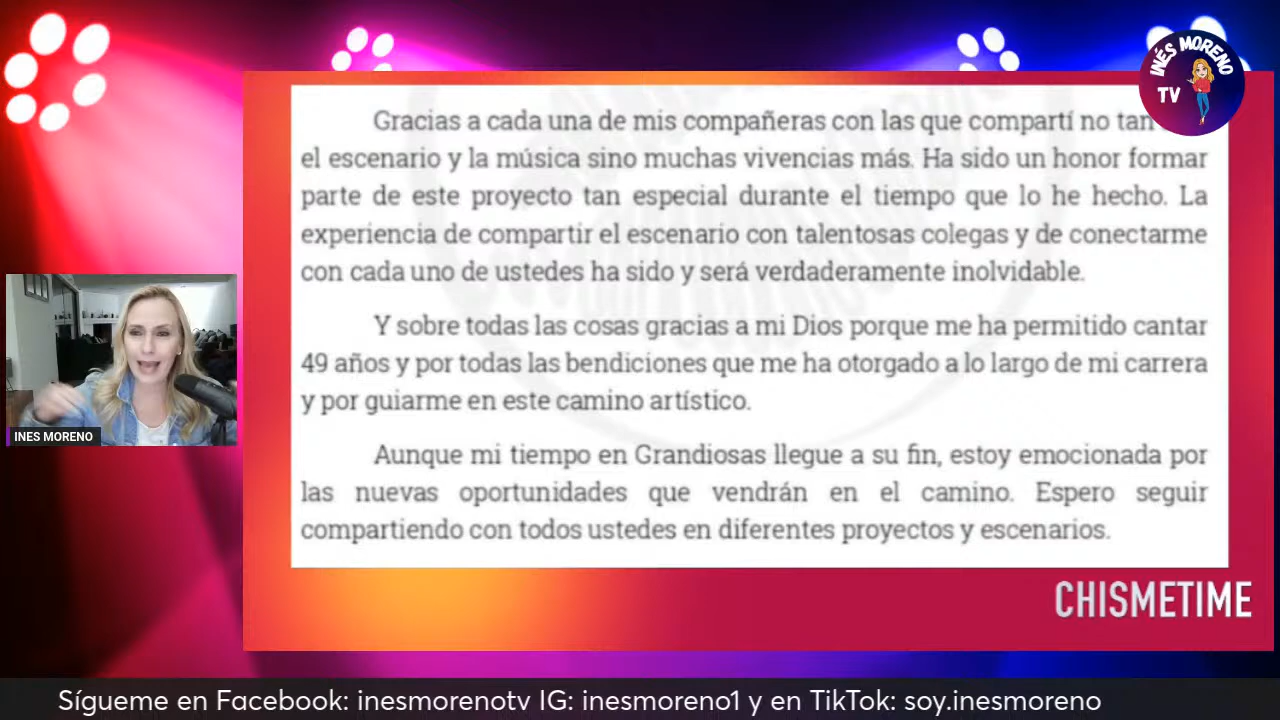 INÉS MORENO
TV
Gracias a cada una de mis compañeras con las que compartí no
el escenario y la música sino muchas vivencias más. Ha sido un honor formar
parte de este proyecto tan especial durante el tiempo que lo he hecho. La
experiencia de compartir el escenario con talentosas colegas y de conectarme
con cada uno de ustedes ha sido y será verdaderamente inolvidable.
Y sobre todas las cosas gracias a mi Dios porque me ha permitido cantar
49 años y por todas las bendiciones que me ha otorgado a lo largo de mi carrera
y por guiarme en este camino artístico.
Aunque mi tiempo en Grandiosas llegue a su fin, estoy emocionada por
las nuevas oportunidades que vendrán en el camino. Espero seguir
compartiendo con todos ustedes en diferentes proyectos y escenarios.
INES MORENO
CHISMETIME
Sígueme en Facebook: inesmorenotv IG: inesmoreno1 y en TikTok: soy.inesmoreno